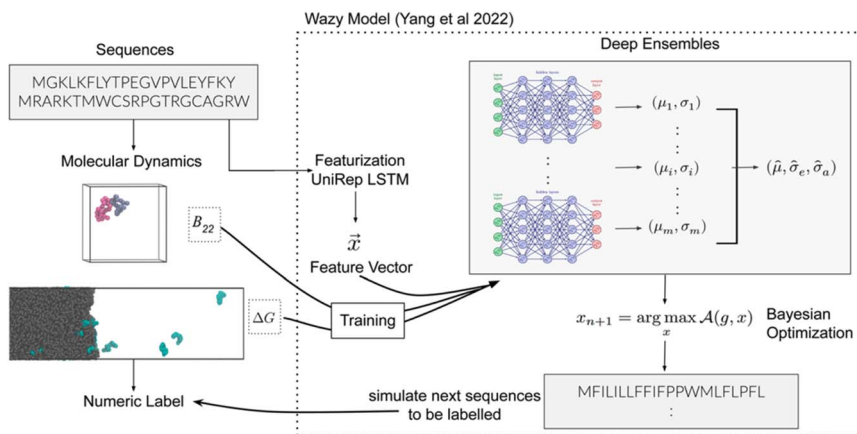 Wazy Model (Yang et al 2022)
Sequences
MGKLKFLYTPEGVPVLEYFKY
MRARKTMWCSRPGTRGCAGRW
Molecular Dynamics
B22
ΔG
Numeric Label
Featurization
UniRep LSTM
x⃗
Feature Vector
Training
Deep Ensembles
(μ1, σ1)
⋮
(μi, σi)
⋮
(μm, σm)
(μ̂, σ̂e, σ̂a)
xn+1 = arg max A(g, x)
x
Bayesian
Optimization
MFILILLFFIFPPWMLFLPFL
⋮
simulate next sequences
to be labelled